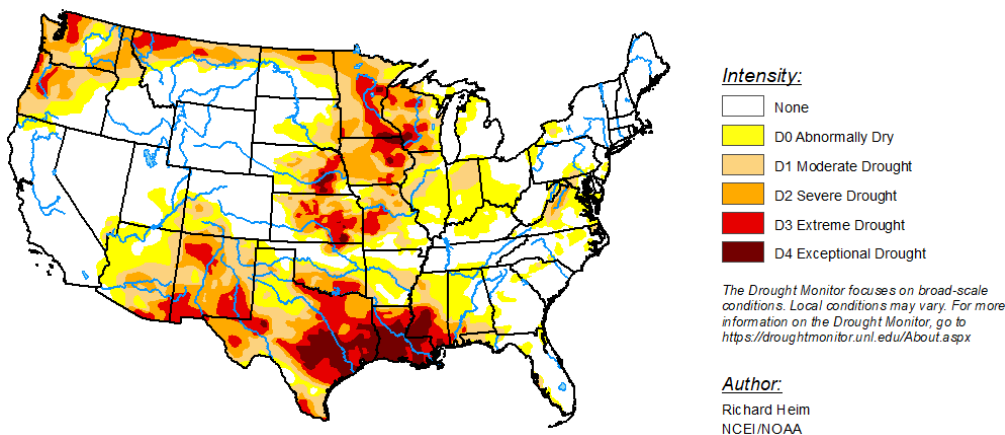 Intensity:
None
D0 Abnormally Dry
D1 Moderate Drought
D2 Severe Drought
D3 Extreme Drought
D4 Exceptional Drought
The Drought Monitor focuses on broad-scale
conditions. Local conditions may vary. For more
information on the Drought Monitor, go to
https://droughtmonitor.unl.edu/About.aspx
Author:
Richard Heim
NCEI/NOAA